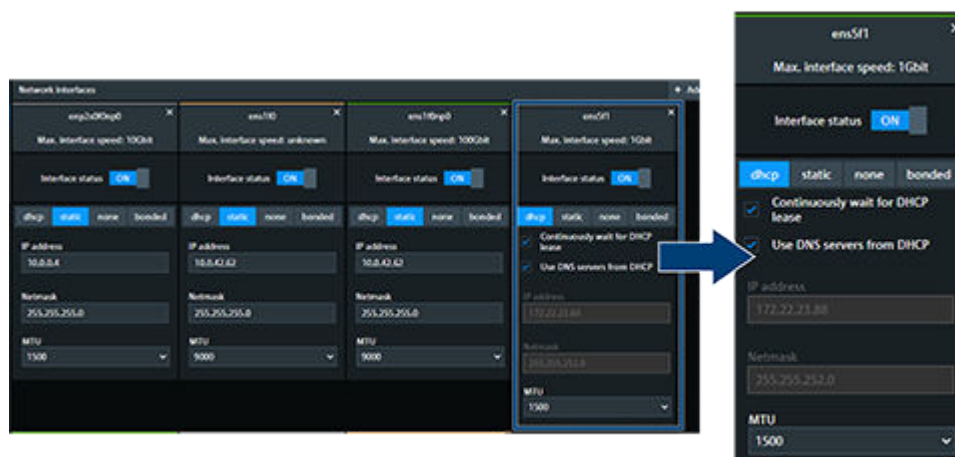 Network interfaces
+ Ad
enp2s0f0np0 ×
Max. interface speed: 10Gbit
Interface status ON
dhcp static none bonded
IP address
10.0.0.4
Netmask
255.255.255.0
MTU
1500
ens1f0 ×
Max. interface speed: unknown
Interface status ON
dhcp static none bonded
IP address
10.0.42.62
Netmask
255.255.255.0
MTU
9000
ens1f0np0 ×
Max. interface speed: 100Gbit
Interface status ON
dhcp static none bonded
IP address
10.0.42.62
Netmask
255.255.255.0
MTU
9000
ens5f1 ×
Max. interface speed: 1Gbit
Interface status ON
dhcp static none bonded
Continuously wait for DHCP
lease
Use DNS servers from DHCP
IP address
172.22.23.88
Netmask
255.255.252.0
MTU
1500
ens5f1
Max. interface speed: 1Gbit
Interface status ON
dhcp static none bonded
Continuously wait for DHCP
lease
Use DNS servers from DHCP
IP address
172.22.23.88
Netmask
255.255.252.0
MTU
1500